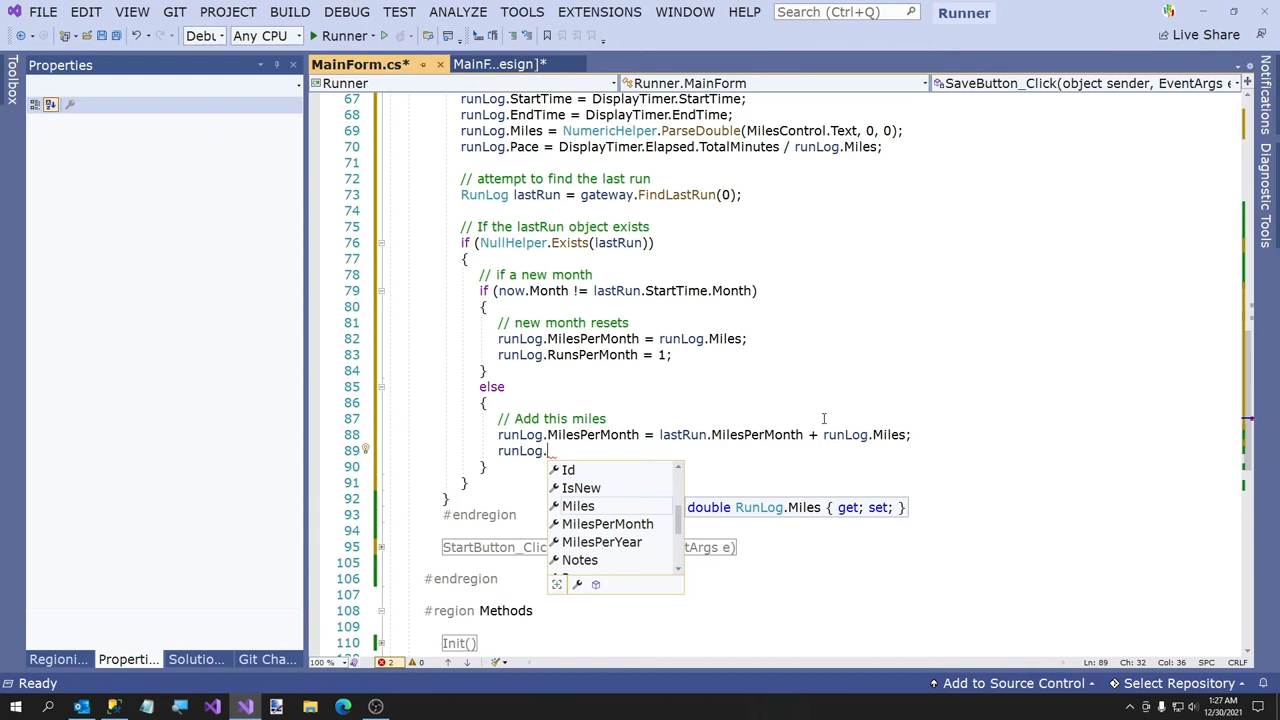 FILE EDIT VIEW GIT PROJECT BUILD DEBUG TEST ANALYZE TOOLS EXTENSIONS WINDOW HELP Search (Ctrl+Q) Runner
Debu Any CPU Runner Live Share
Toolbox
Properties
MainForm.cs* MainF...esign]*
Runner Runner.MainForm SaveButton_Click(object sender, EventArgs e
Notifications
Diagnostic Tools
67 runLog.StartTime = DisplayTimer.StartTime;
68 runLog.EndTime = DisplayTimer.EndTime;
69 runLog.Miles = NumericHelper.ParseDouble(MilesControl.Text, 0, 0);
70 runLog.Pace = DisplayTimer.Elapsed.TotalMinutes / runLog.Miles;
71
72 // attempt to find the last run
73 RunLog lastRun = gateway.FindLastRun(0);
74
75 // If the lastRun object exists
76 if (NullHelper.Exists(lastRun))
77 {
78 // if a new month
79 if (now.Month != lastRun.StartTime.Month)
80 {
81 // new month resets
82 runLog.MilesPerMonth = runLog.Miles;
83 runLog.RunsPerMonth = 1;
84 }
85 else
86 {
87 // Add this miles
88 runLog.MilesPerMonth = lastRun.MilesPerMonth + runLog.Miles;
89 runLog.
90 }
91 }
92 }
93 #endregion
94
95 StartButton_Clic tArgs e)
105
106 #endregion
107
108 #region Methods
109
110 Init()
Id
IsNew
Miles
MilesPerMonth
MilesPerYear
Notes
double RunLog.Miles { get; set; }
Regioni... Properti... Solutio... Git Cha...
100 % 2 0 Ln: 89 Ch: 32 Col: 36 SPC CRLF
Ready Add to Source Control Select Repository
1:27 AM
12/30/2021